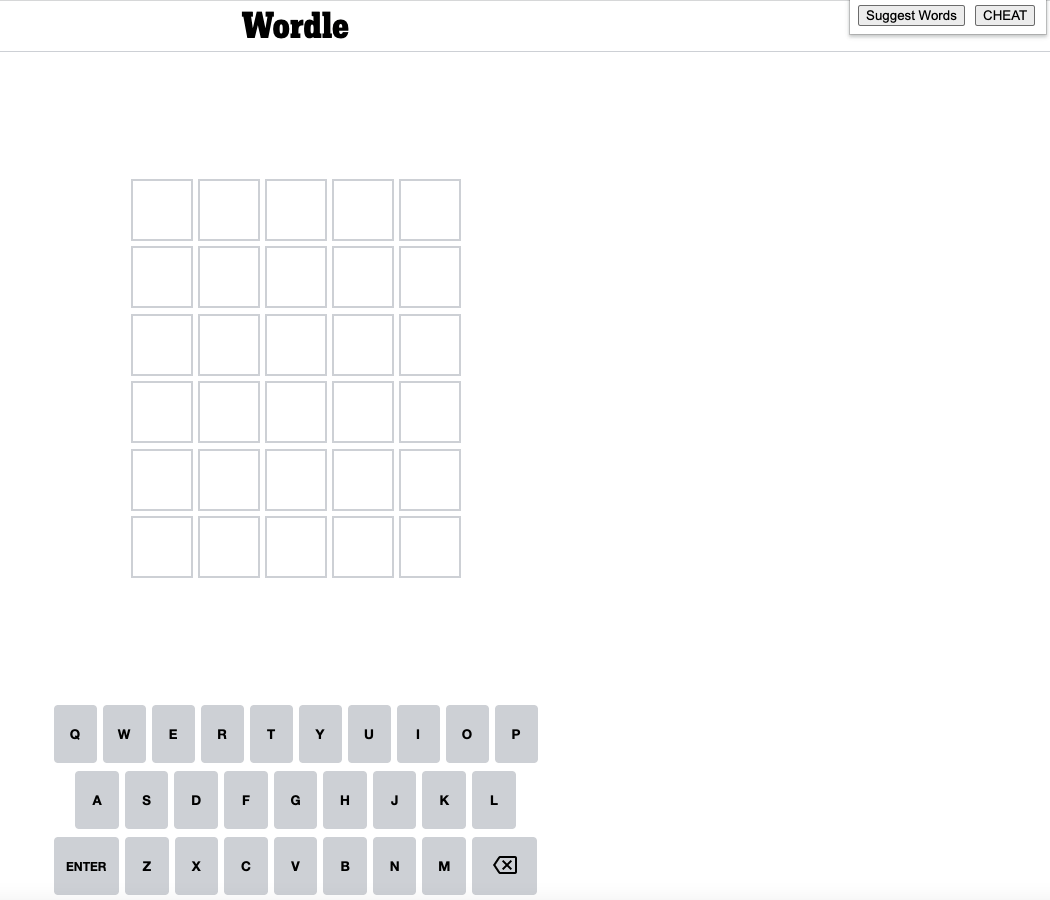 Wordle
Suggest Words CHEAT
Q W E R T Y U I O P
A S D F G H J K L
ENTER Z X C V B N M